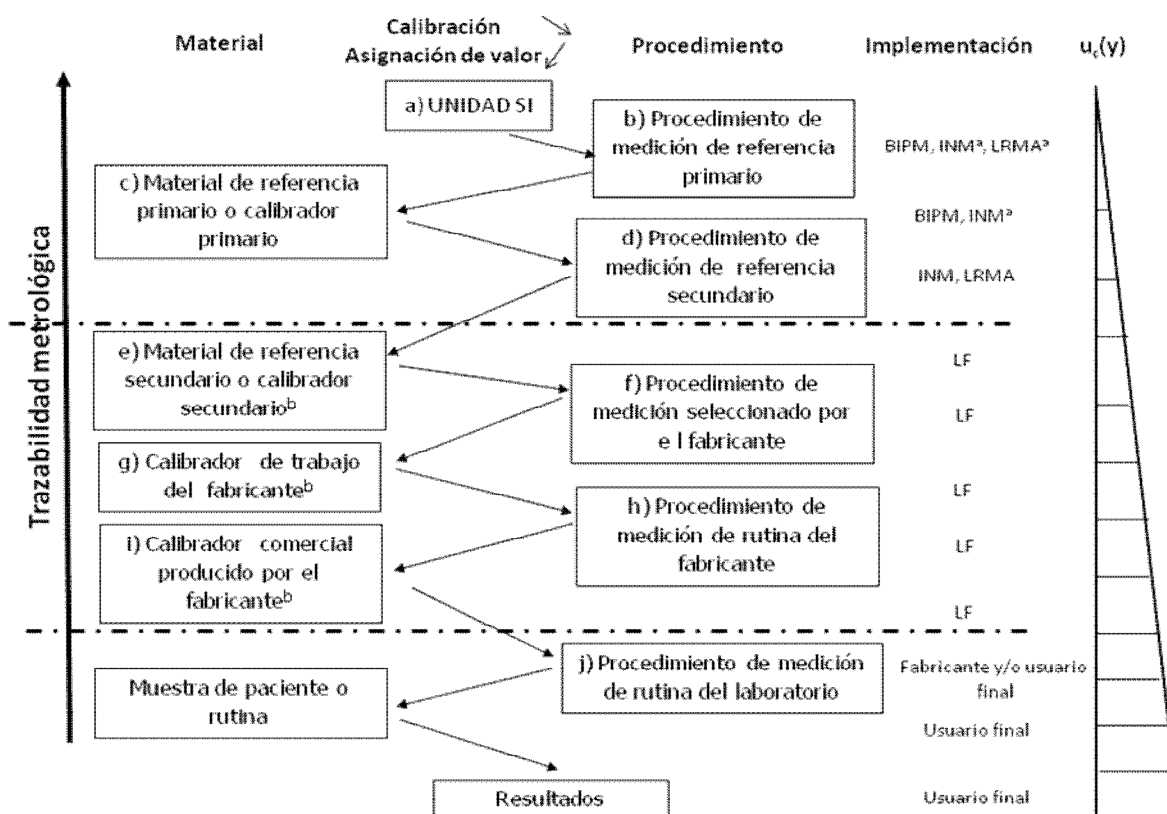 Material
Calibración
Asignación de valor
Procedimiento
Implementación
u꜀(y)
Trazabilidad metrológica
a) UNIDAD SI
b) Procedimiento de
medición de referencia
primario
BIPM, INMᵃ, LRMAᵃ
c) Material de referencia
primario o calibrador
primario
BIPM, INMᵃ
d) Procedimiento de
medición de referencia
secundario
INM, LRMA
e) Material de referencia
secundario o calibrador
secundarioᵇ
LF
f) Procedimiento de
medición seleccionado por
e l fabricante
LF
g) Calibrador de trabajo
del fabricanteᵇ
LF
h) Procedimiento de
medición de rutina del
fabricante
LF
i) Calibrador comercial
producido por el
fabricanteᵇ
LF
j) Procedimiento de medición
de rutina del laboratorio
Fabricante y/o usuario
final
Muestra de paciente o
rutina
Usuario final
Resultados
Usuario final